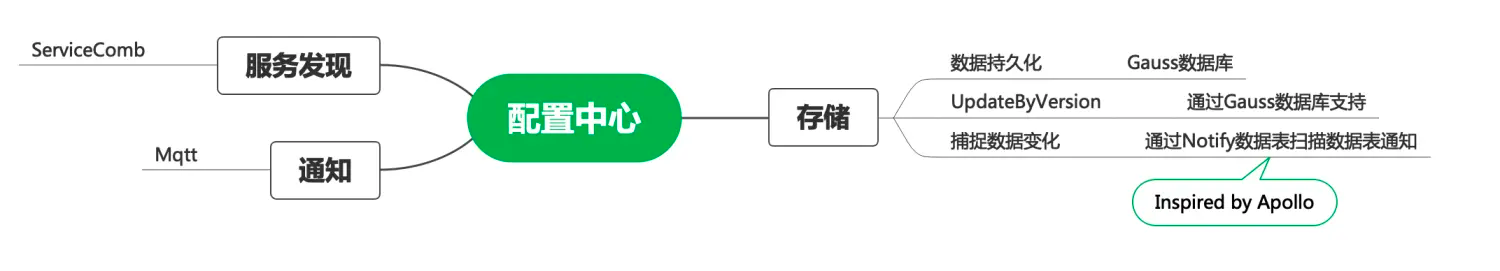 ServiceComb
服务发现
Mqtt
通知
配置中心
存储
数据持久化 Gauss数据库
UpdateByVersion 通过Gauss数据库支持
捕捉数据变化 通过Notify数据表扫描数据表通知
Inspired by Apollo